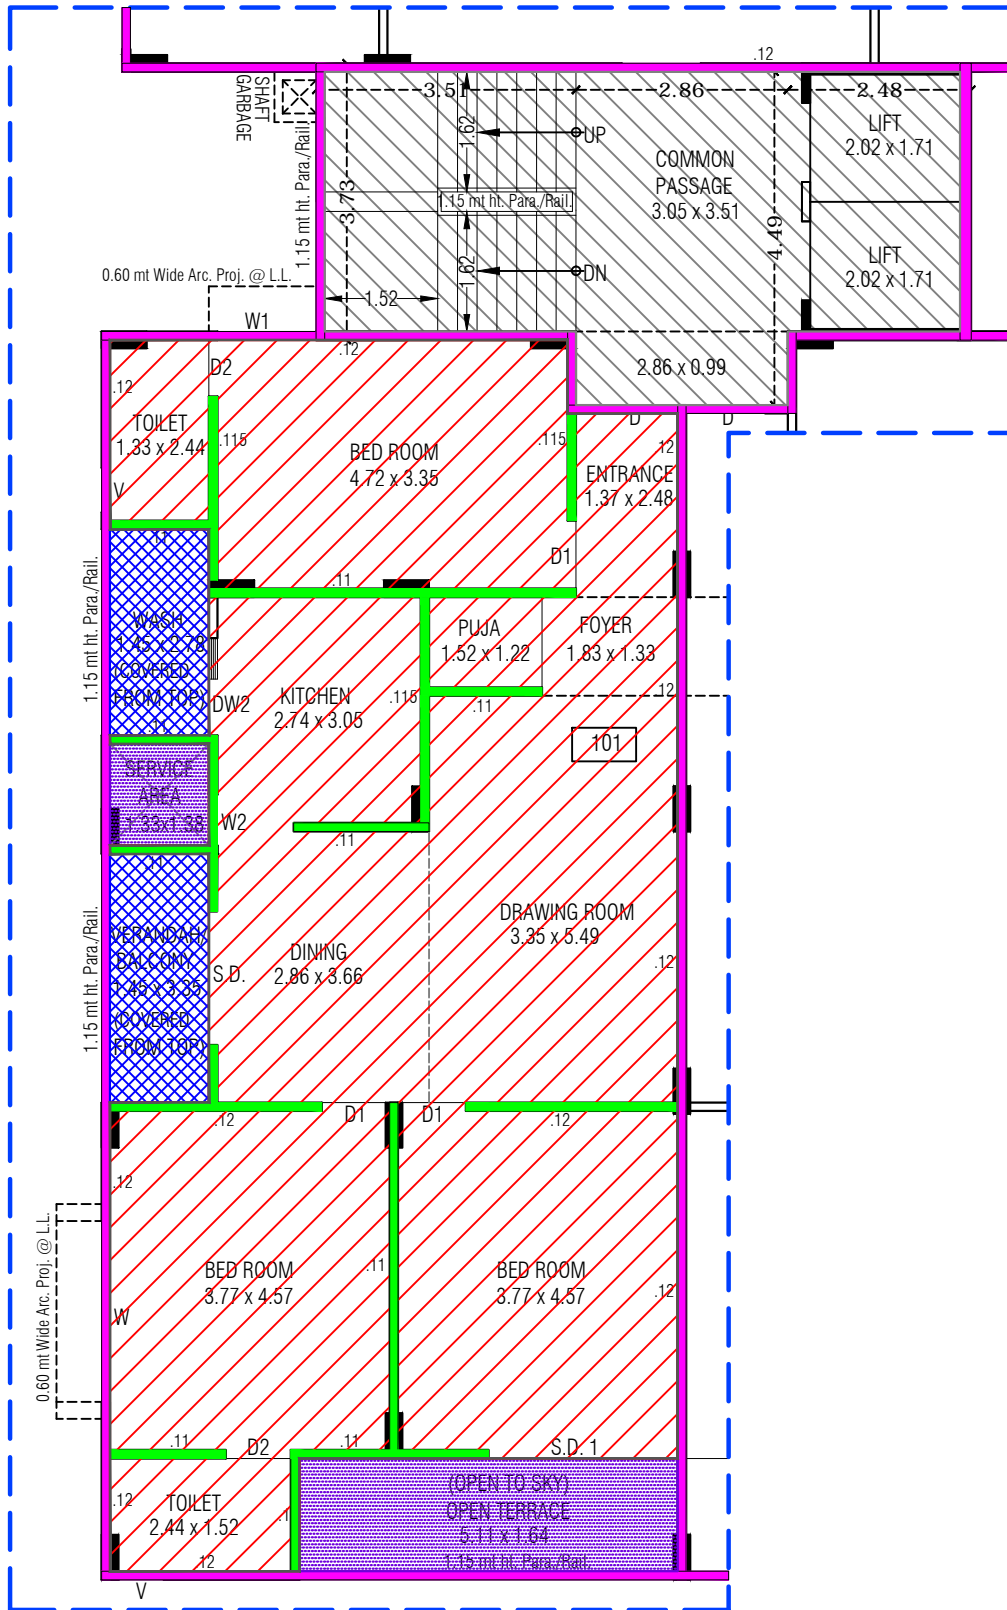 .12
GARBAGE
SHAFT
3.51
2.86
2.48
1.62
UP
LIFT
2.02 x 1.71
COMMON
PASSAGE
3.05 x 3.51
1.15 mt ht. Para./Rail.
3.73
1.15 mt ht. Para./Rail.
4.49
LIFT
2.02 x 1.71
1.62
DN
0.60 mt Wide Arc. Proj. @ L.L.
1.52
W1
.12
2.86 x 0.99
D2
.12
TOILET
1.33 x 2.44
.115
BED ROOM
4.72 x 3.35
.115
D
D
.12
ENTRANCE
1.37 x 2.48
V
.11
D1
.11
1.15 mt ht. Para./Rail.
WASH
1.45 x 2.78
(COVERED
FROM TOP)
.11
PUJA
1.52 x 1.22
FOYER
1.83 x 1.33
KITCHEN
2.74 x 3.05
.115
.12
.11
DW2
101
SERVICE
AREA
1.33x1.38
W2
.11
.11
1.15 mt ht. Para./Rail.
VERANDAH/
BALCONY
1.45 x 3.35
(COVERED
FROM TOP)
S.D.
DINING
2.86 x 3.66
DRAWING ROOM
3.35 x 5.49
.12
.12
D1
D1
.12
.12
0.60 mt Wide Arc. Proj. @ L.L.
W
BED ROOM
3.77 x 4.57
.11
BED ROOM
3.77 x 4.57
.12
.11
D2
.11
S.D. 1
.12
TOILET
2.44 x 1.52
(OPEN TO SKY)
OPEN TERRACE
5.11 x 1.64
1.15 mt ht. Para./Rail.
.12
V